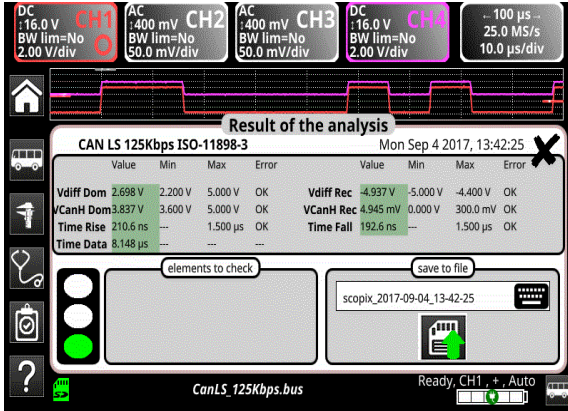 DC
↕16.0 V
BW lim=No
2.00 V/div
CH1
AC
↕400 mV
BW lim=No
50.0 mV/div
CH2
AC
↕400 mV
BW lim=No
50.0 mV/div
CH3
DC
↕16.0 V
BW lim=No
2.00 V/div
CH4
←100 µs→
25.0 MS/s
10.0 µs/div
Result of the analysis
CAN LS 125Kbps ISO-11898-3 Mon Sep 4 2017, 13:42:25
Value Min Max Error Value Min Max Error
Vdiff Dom 2.698 V 2.200 V 5.000 V OK Vdiff Rec -4.937 V -5.000 V -4.400 V OK
VCanH Dom 3.837 V 3.600 V 5.000 V OK VCanH Rec 4.945 mV 0.000 V 300.0 mV OK
Time Rise 210.6 ns --- 1.500 µs OK Time Fall 192.6 ns --- 1.500 µs OK
Time Data 8.148 µs --- --- ---
elements to check
save to file
scopix_2017-09-04_13-42-25
CanLS_125Kbps.bus
Ready, CH1 , + , Auto